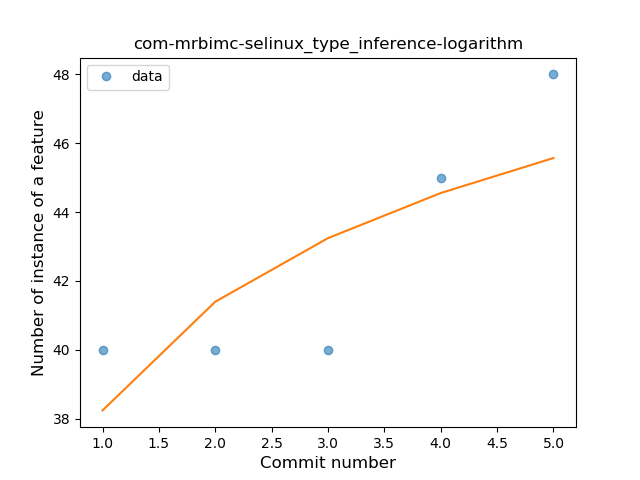 com-mrbimc-selinux_type_inference-logarithm
data
Number of instance of a feature
48
46
44
42
40
38
1.0 1.5 2.0 2.5 3.0 3.5 4.0 4.5 5.0
Commit number